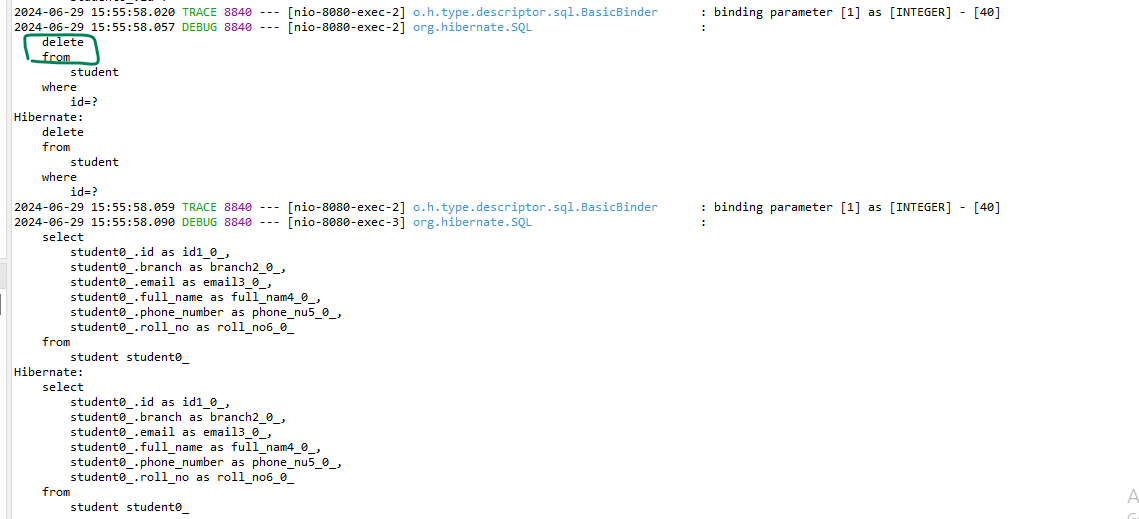 2024-06-29 15:55:58.020 TRACE 8840 --- [nio-8080-exec-2] o.h.type.descriptor.sql.BasicBinder : binding parameter [1] as [INTEGER] - [40]
2024-06-29 15:55:58.057 DEBUG 8840 --- [nio-8080-exec-2] org.hibernate.SQL :
delete
from
student
where
id=?
Hibernate:
delete
from
student
where
id=?
2024-06-29 15:55:58.059 TRACE 8840 --- [nio-8080-exec-2] o.h.type.descriptor.sql.BasicBinder : binding parameter [1] as [INTEGER] - [40]
2024-06-29 15:55:58.090 DEBUG 8840 --- [nio-8080-exec-3] org.hibernate.SQL :
select
student0_.id as id1_0_,
student0_.branch as branch2_0_,
student0_.email as email3_0_,
student0_.full_name as full_nam4_0_,
student0_.phone_number as phone_nu5_0_,
student0_.roll_no as roll_no6_0_
from
student student0_
Hibernate:
select
student0_.id as id1_0_,
student0_.branch as branch2_0_,
student0_.email as email3_0_,
student0_.full_name as full_nam4_0_,
student0_.phone_number as phone_nu5_0_,
student0_.roll_no as roll_no6_0_
from
student student0_